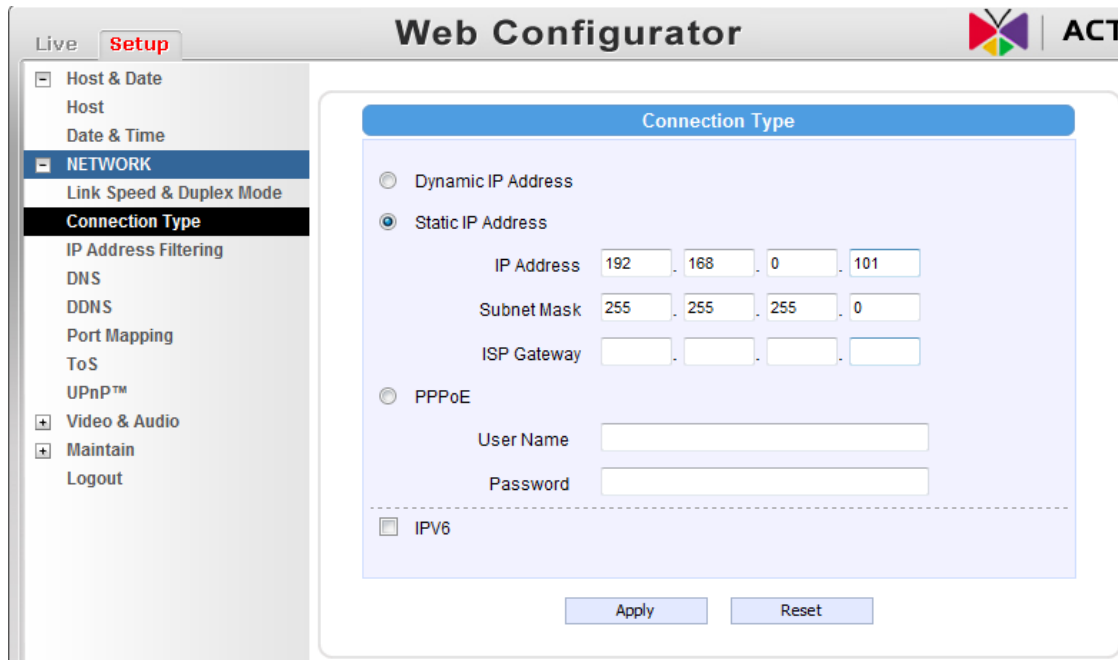 Live Setup Web Configurator ACT
Host & Date
Host
Date & Time
NETWORK
Link Speed & Duplex Mode
Connection Type
IP Address Filtering
DNS
DDNS
Port Mapping
ToS
UPnP™
Video & Audio
Maintain
Logout
Connection Type
Dynamic IP Address
Static IP Address
IP Address 192 . 168 . 0 . 101
Subnet Mask 255 . 255 . 255 . 0
ISP Gateway . . .
PPPoE
User Name
Password
IPV6
Apply Reset